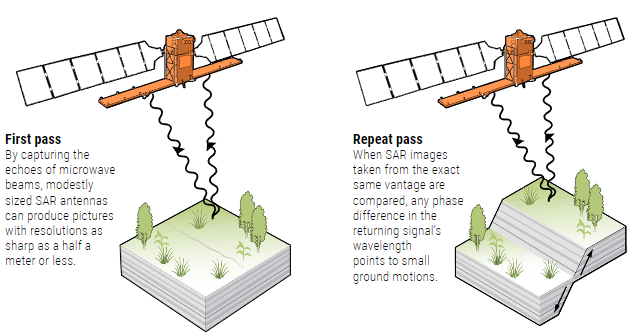 First pass
By capturing the
echoes of microwave
beams, modestly
sized SAR antennas
can produce pictures
with resolutions as
sharp as a half a
meter or less.
Repeat pass
When SAR images
taken from the exact
same vantage are
compared, any phase
difference in the
returning signal's
wavelength
points to small
ground motions.